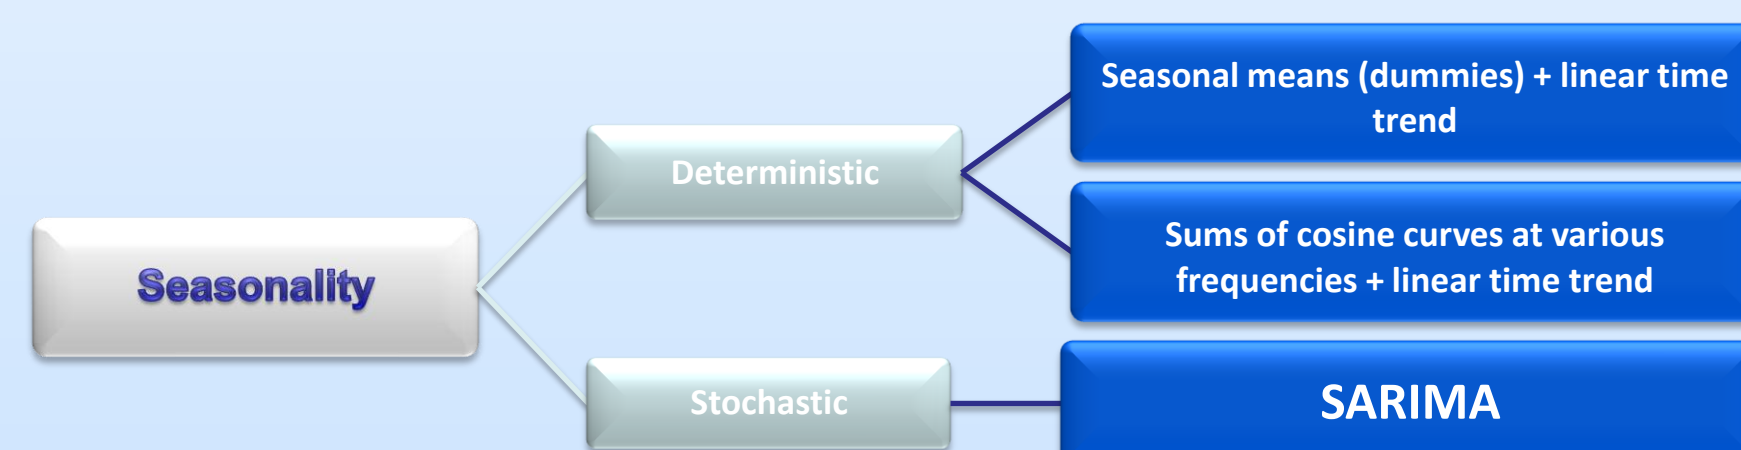 Seasonal means (dummies) + linear time
trend
Deterministic
Sums of cosine curves at various
frequencies + linear time trend
Seasonality
Stochastic
SARIMA